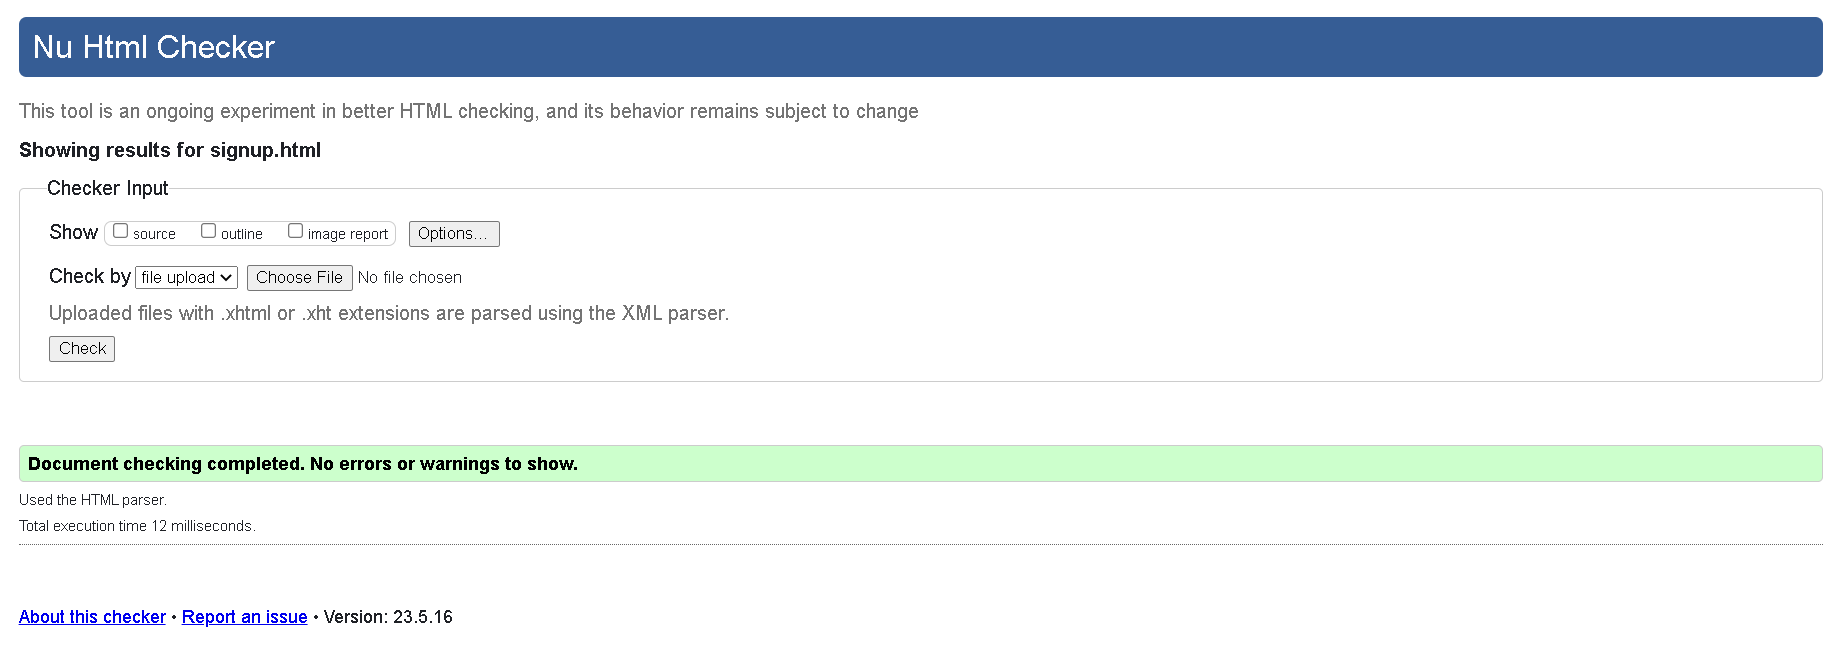 Nu Html Checker
This tool is an ongoing experiment in better HTML checking, and its behavior remains subject to change
Showing results for signup.html
Checker Input
Show source outline image report Options...
Check by file upload Choose File No file chosen
Uploaded files with .xhtml or .xht extensions are parsed using the XML parser.
Check
Document checking completed. No errors or warnings to show.
Used the HTML parser.
Total execution time 12 milliseconds.
About this checker • Report an issue • Version: 23.5.16